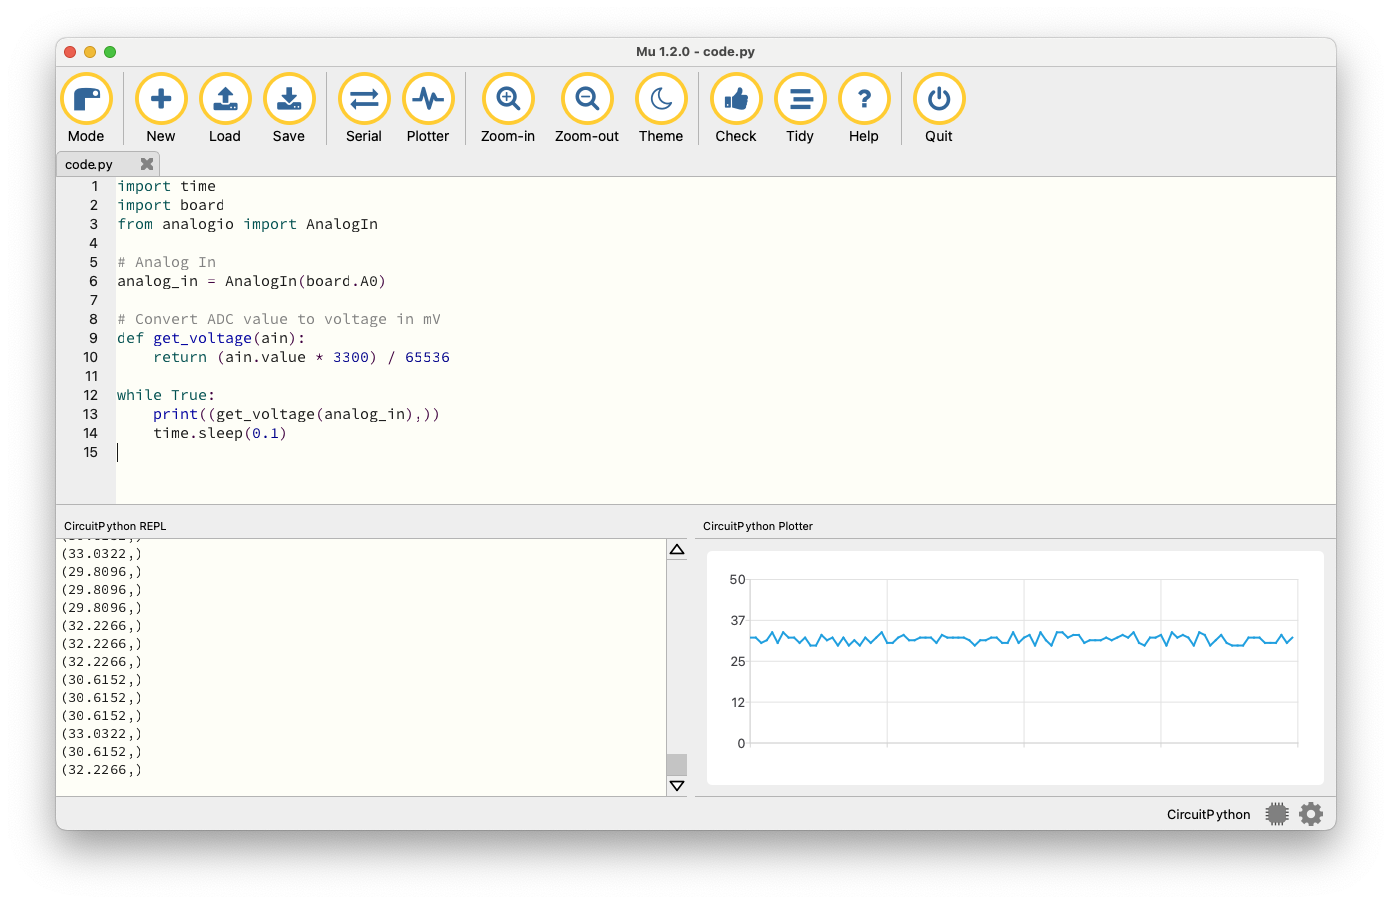 Mu 1.2.0 - code.py
Mode New Load Save Serial Plotter Zoom-in Zoom-out Theme Check Tidy Help Quit
code.py
1 import time
2 import board
3 from analogio import AnalogIn
4
5 # Analog In
6 analog_in = AnalogIn(board.A0)
7
8 # Convert ADC value to voltage in mV
9 def get_voltage(ain):
10     return (ain.value * 3300) / 65536
11
12 while True:
13     print((get_voltage(analog_in),))
14     time.sleep(0.1)
15
CircuitPython REPL
(33.0322,)
(29.8096,)
(29.8096,)
(29.8096,)
(32.2266,)
(32.2266,)
(32.2266,)
(30.6152,)
(30.6152,)
(30.6152,)
(33.0322,)
(30.6152,)
(32.2266,)
CircuitPython Plotter
50
37
25
12
0
CircuitPython